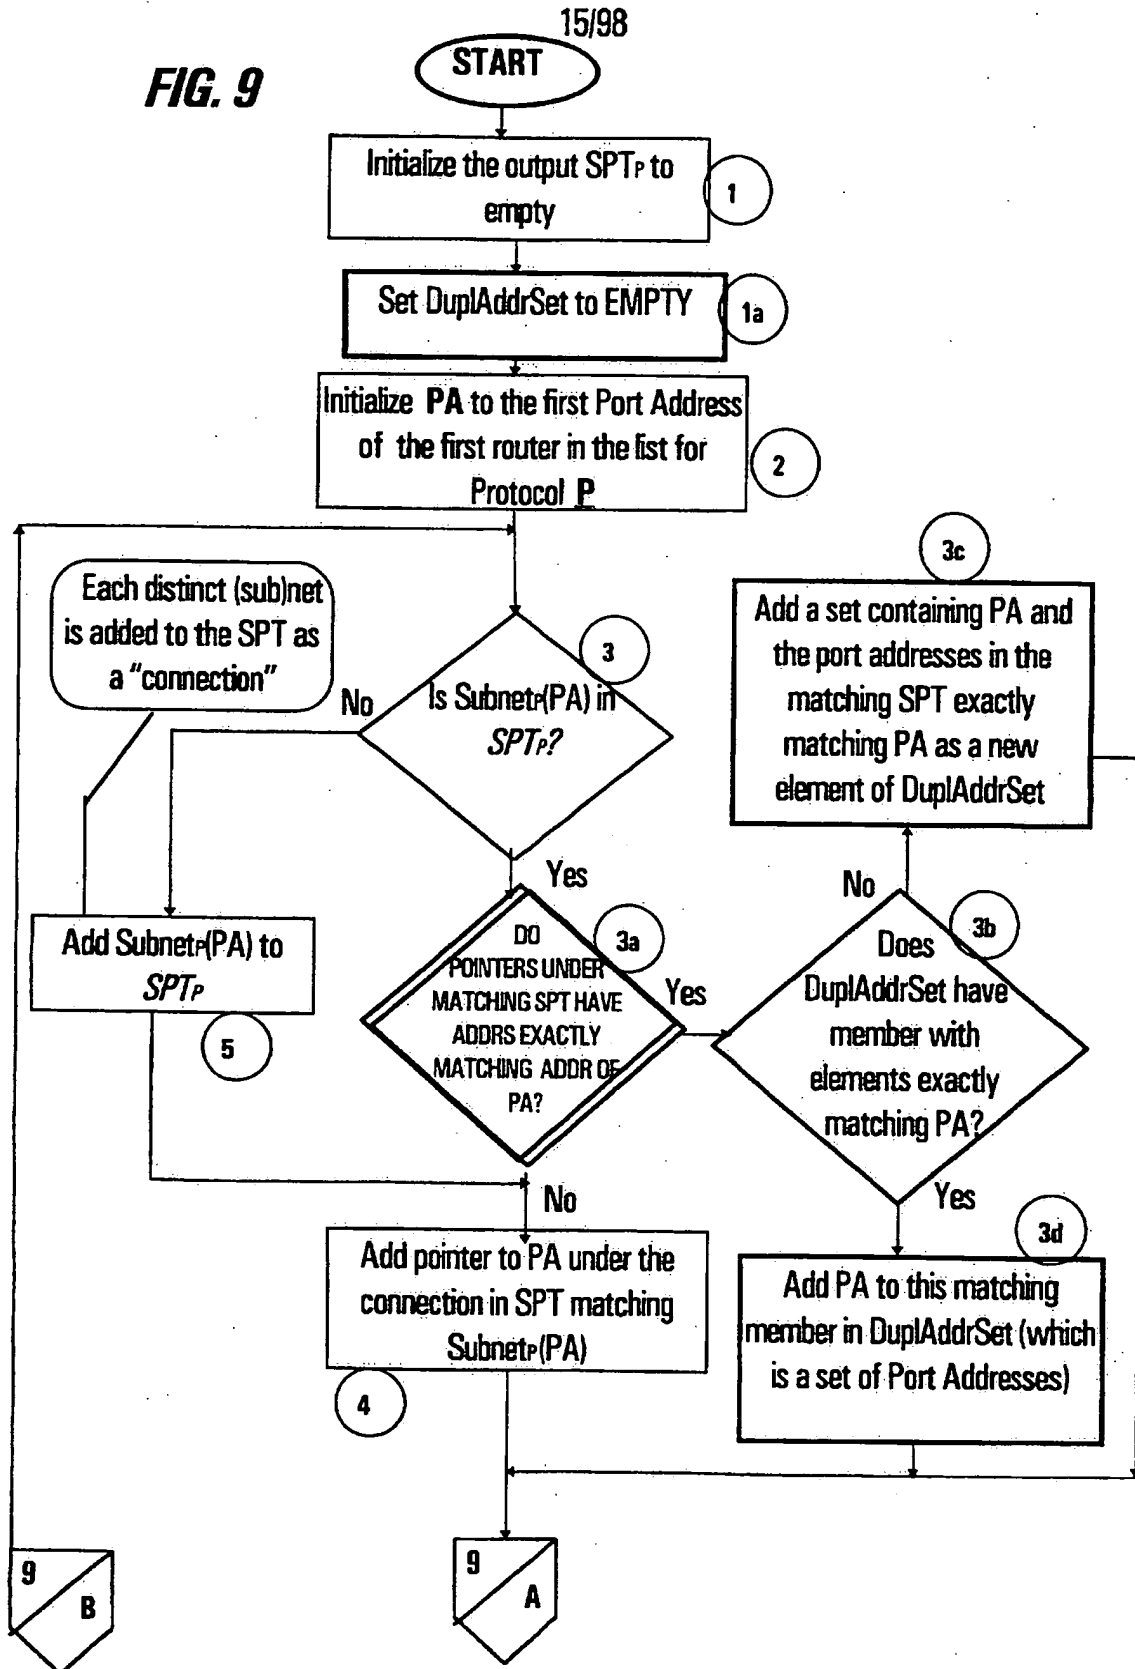 15/98
FIG. 9
START
Initialize the output SPTP to
empty
1
Set DuplAddrSet to EMPTY
1a
Initialize PA to the first Port Address
of the first router in the list for
Protocol P
2
Each distinct (sub)net
is added to the SPT as
a "connection"
3
Is SubnetP(PA) in
SPTP?
No
Yes
3c
Add a set containing PA and
the port addresses in the
matching SPT exactly
matching PA as a new
element of DuplAddrSet
Add SubnetP(PA) to
SPTP
5
3a
DO
POINTERS UNDER
MATCHING SPT HAVE
ADDRS EXACTLY
MATCHING ADDR OF
PA?
Yes
No
No
3b
Does
DuplAddrSet have
member with
elements exactly
matching PA?
Yes
Add pointer to PA under the
connection in SPT matching
SubnetP(PA)
4
3d
Add PA to this matching
member in DuplAddrSet (which
is a set of Port Addresses)
9
B
9
A